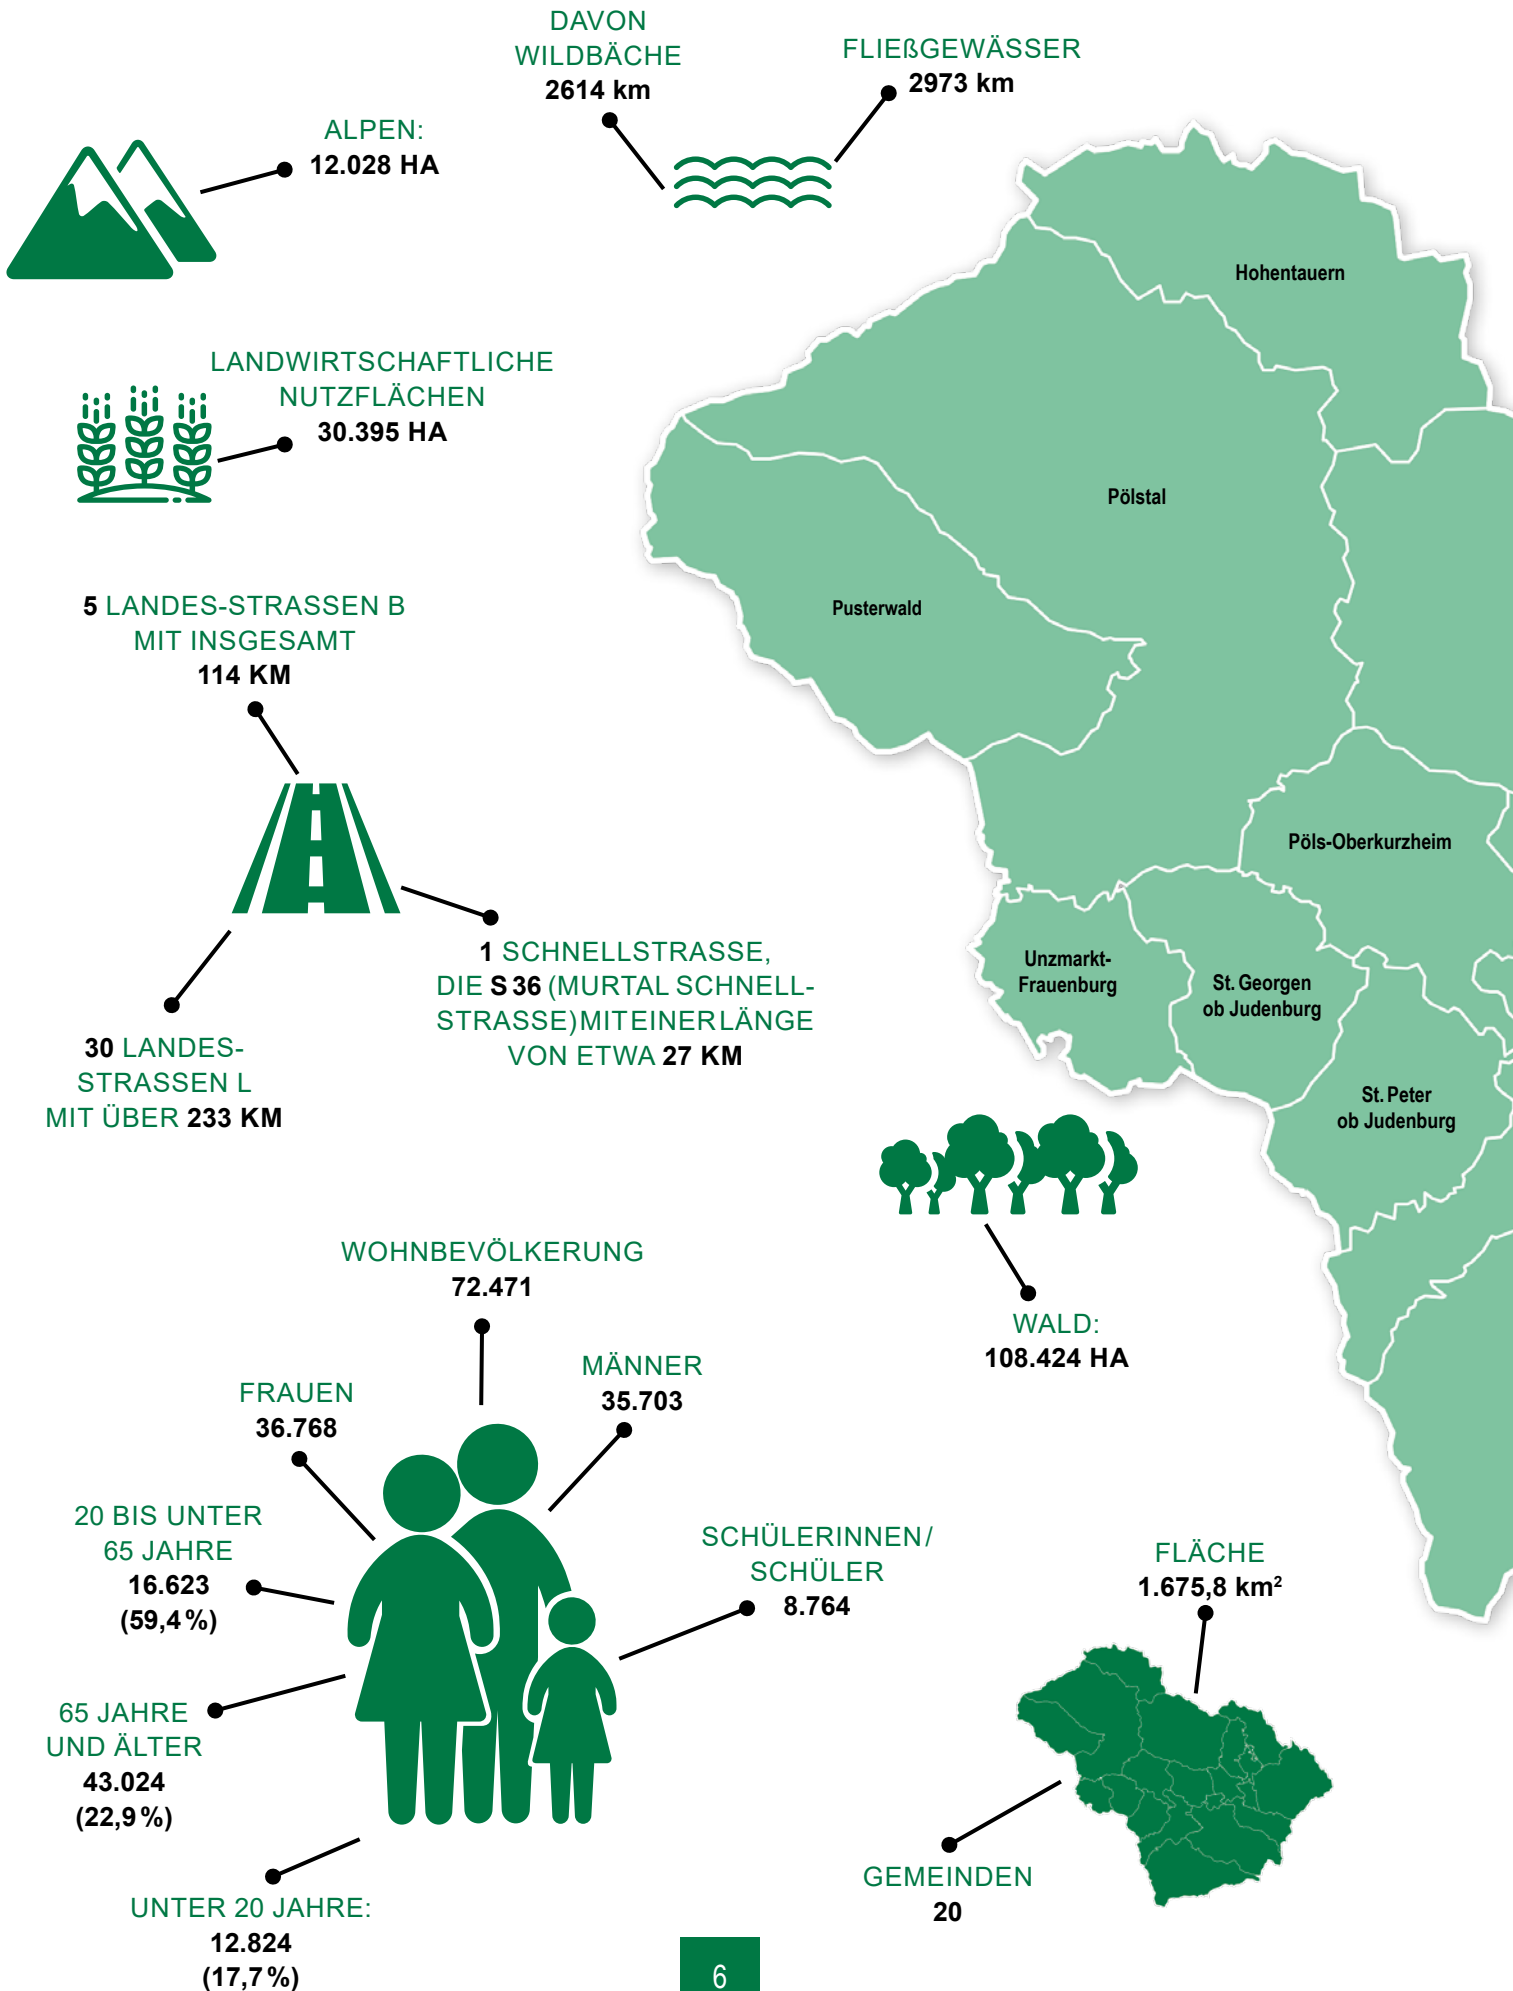 DAVON
WILDBÄCHE
2614 km
FLIEẞGEWÄSSER
2973 km
ALPEN:
12.028 HA
Hohentauern
LANDWIRTSCHAFTLICHE
NUTZFLÄCHEN
30.395 HA
Pölstal
Pusterwald
5 LANDES-STRASSEN B
MIT INSGESAMT
114 KM
Pöls-Oberkurzheim
1 SCHNELLSTRASSE,
DIE S 36 (MURTAL SCHNELL-
STRASSE) MIT EINER LÄNGE
VON ETWA 27 KM
Unzmarkt-
Frauenburg
St. Georgen
ob Judenburg
30 LANDES-
STRASSEN L
MIT ÜBER 233 KM
St. Peter
ob Judenburg
WOHNBEVÖLKERUNG
72.471
WALD:
108.424 HA
MÄNNER
35.703
FRAUEN
36.768
20 BIS UNTER
65 JAHRE
16.623
(59,4 %)
SCHÜLERINNEN /
SCHÜLER
8.764
FLÄCHE
1.675,8 km²
65 JAHRE
UND ÄLTER
43.024
(22,9 %)
GEMEINDEN
20
UNTER 20 JAHRE:
12.824
(17,7 %)
6